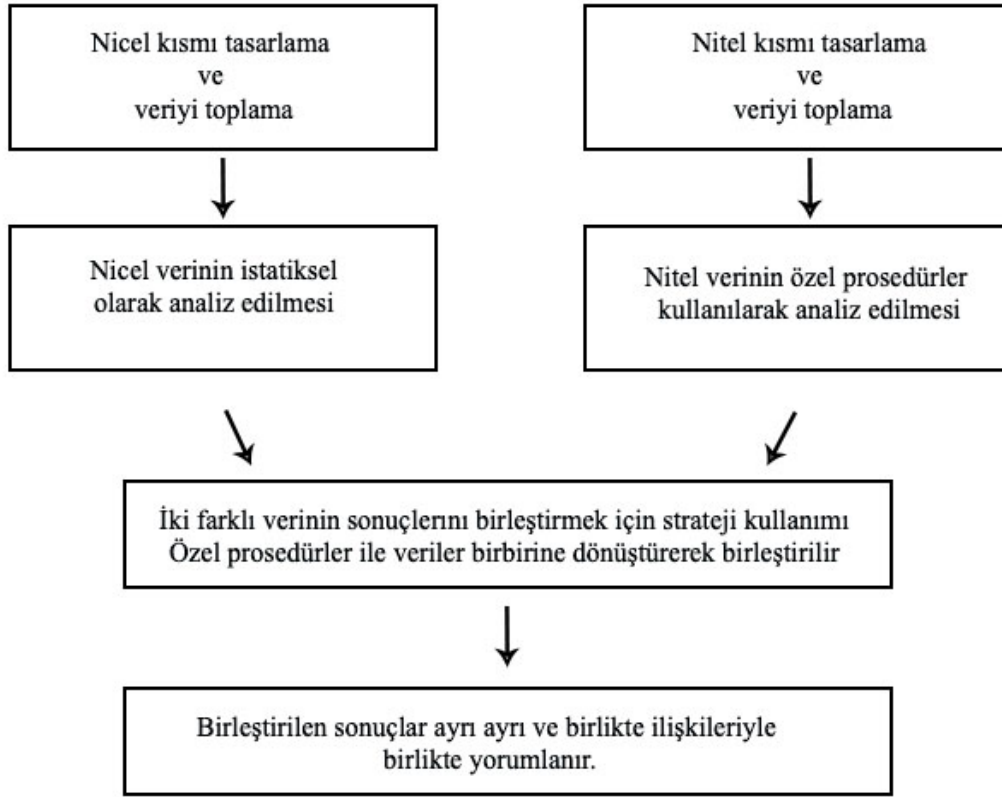 Nicel kısmı tasarlama
ve
veriyi toplama
Nitel kısmı tasarlama
ve
veriyi toplama
Nicel verinin istatiksel
olarak analiz edilmesi
Nitel verinin özel prosedürler
kullanılarak analiz edilmesi
İki farklı verinin sonuçlerını birleştirmek için strateji kullanımı
Özel prosedürler ile veriler birbirine dönüştürerek birleştirilir
Birleştirilen sonuçlar ayrı ayrı ve birlikte ilişkileriyle
birlikte yorumlanır.